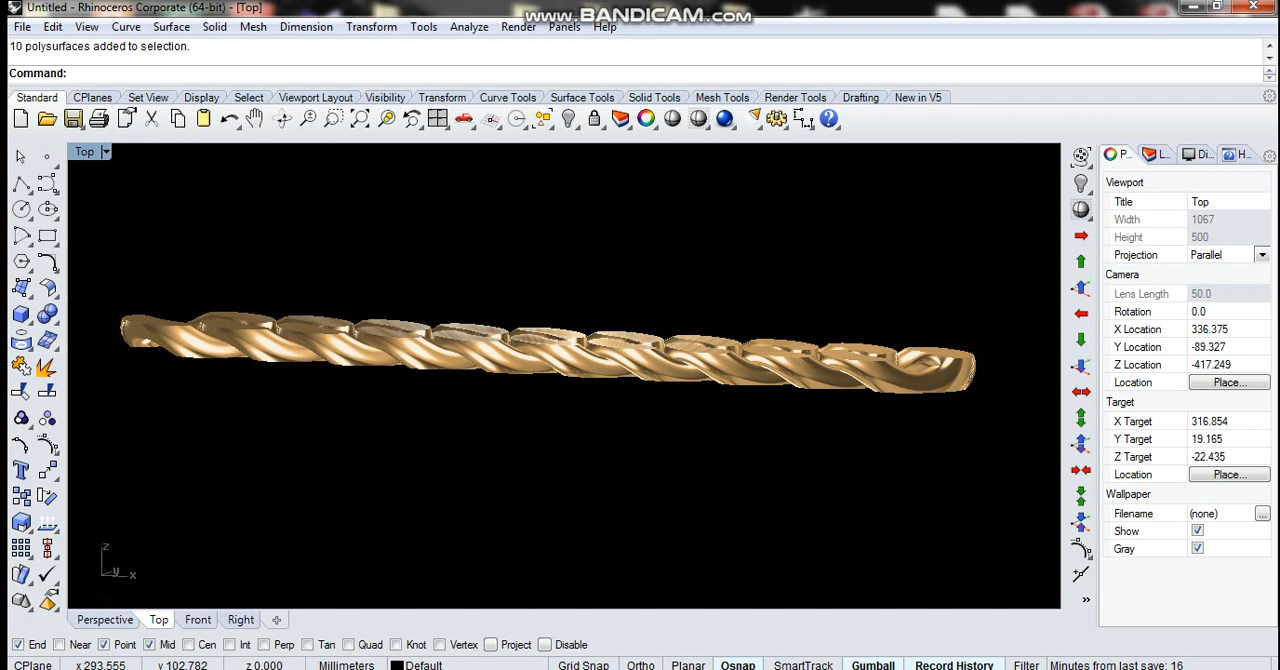 Untitled - Rhinoceros Corporate (64-bit) - [Top]
www.BANDICAM.com
File Edit View Curve Surface Solid Mesh Dimension Transform Tools Analyze Render Panels Help
10 polysurfaces added to selection.
Command:
Standard CPlanes Set View Display Select Viewport Layout Visibility Transform Curve Tools Surface Tools Solid Tools Mesh Tools Render Tools Drafting New in V5
Top
P... L... Di... H...
Viewport
Title Top
Width 1067
Height 500
Projection Parallel
Camera
Lens Length 50.0
Rotation 0.0
X Location 336.375
Y Location -89.327
Z Location -417.249
Location Place...
Target
X Target 316.854
Y Target 19.165
Z Target -22.435
Location Place...
Wallpaper
Filename (none) ...
Show
Gray
z
y x
Perspective Top Front Right
End Near Point Mid Cen Int Perp Tan Quad Knot Vertex Project Disable
CPlane x 293.555 y 102.782 z 0.000 Millimeters Default Grid Snap Ortho Planar Osnap SmartTrack Gumball Record History Filter Minutes from last save: 16